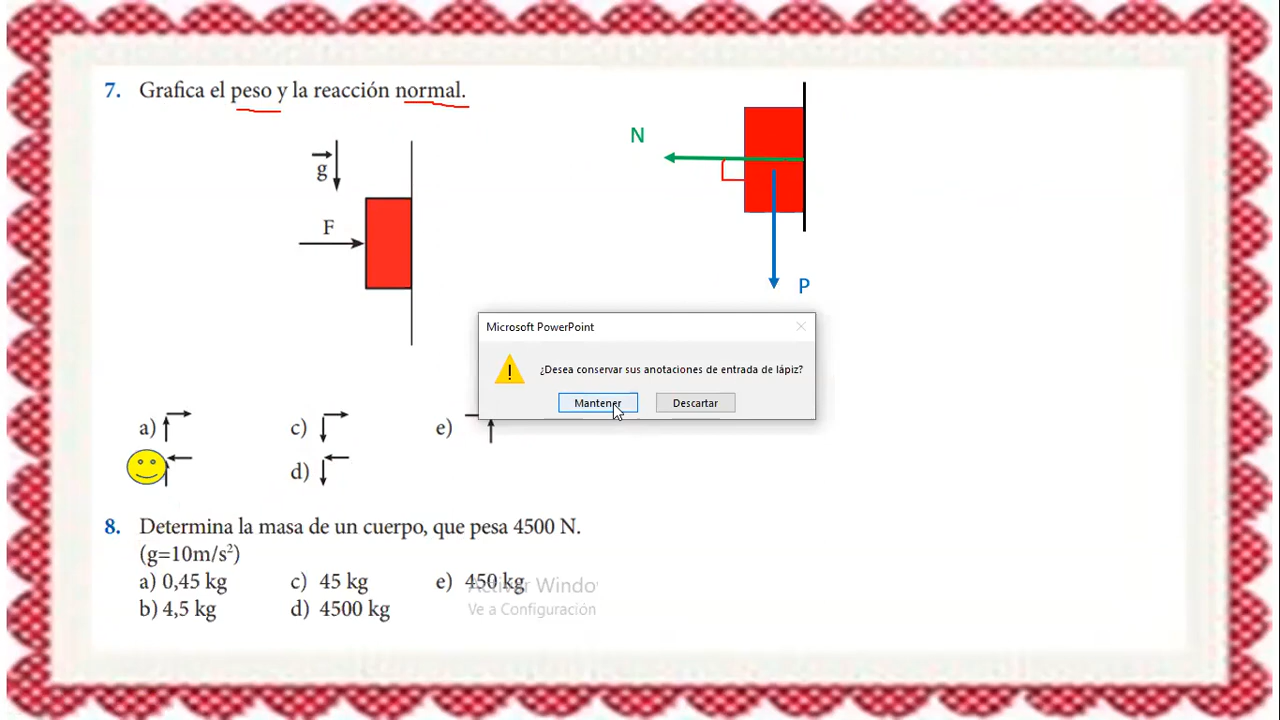 7. Grafica el peso y la reacción normal.
g
F
N
P
Microsoft PowerPoint
¿Desea conservar sus anotaciones de entrada de lápiz?
Mantener
Descartar
a)
c)
e)
d)
8. Determina la masa de un cuerpo, que pesa 4500 N.
(g=10m/s²)
a) 0,45 kg c) 45 kg e) 450 kg
b) 4,5 kg d) 4500 kg
Activar Windo
Ve a Configuración